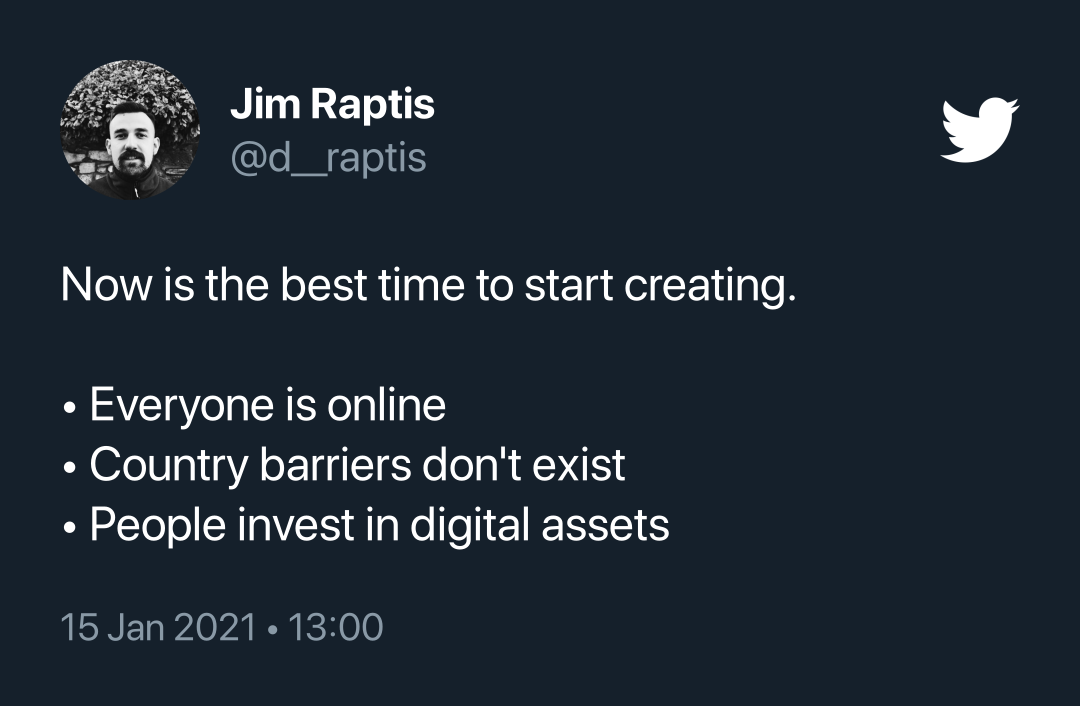 Jim Raptis
@d__raptis
Now is the best time to start creating.
• Everyone is online
• Country barriers don't exist
• People invest in digital assets
15 Jan 2021 • 13:00